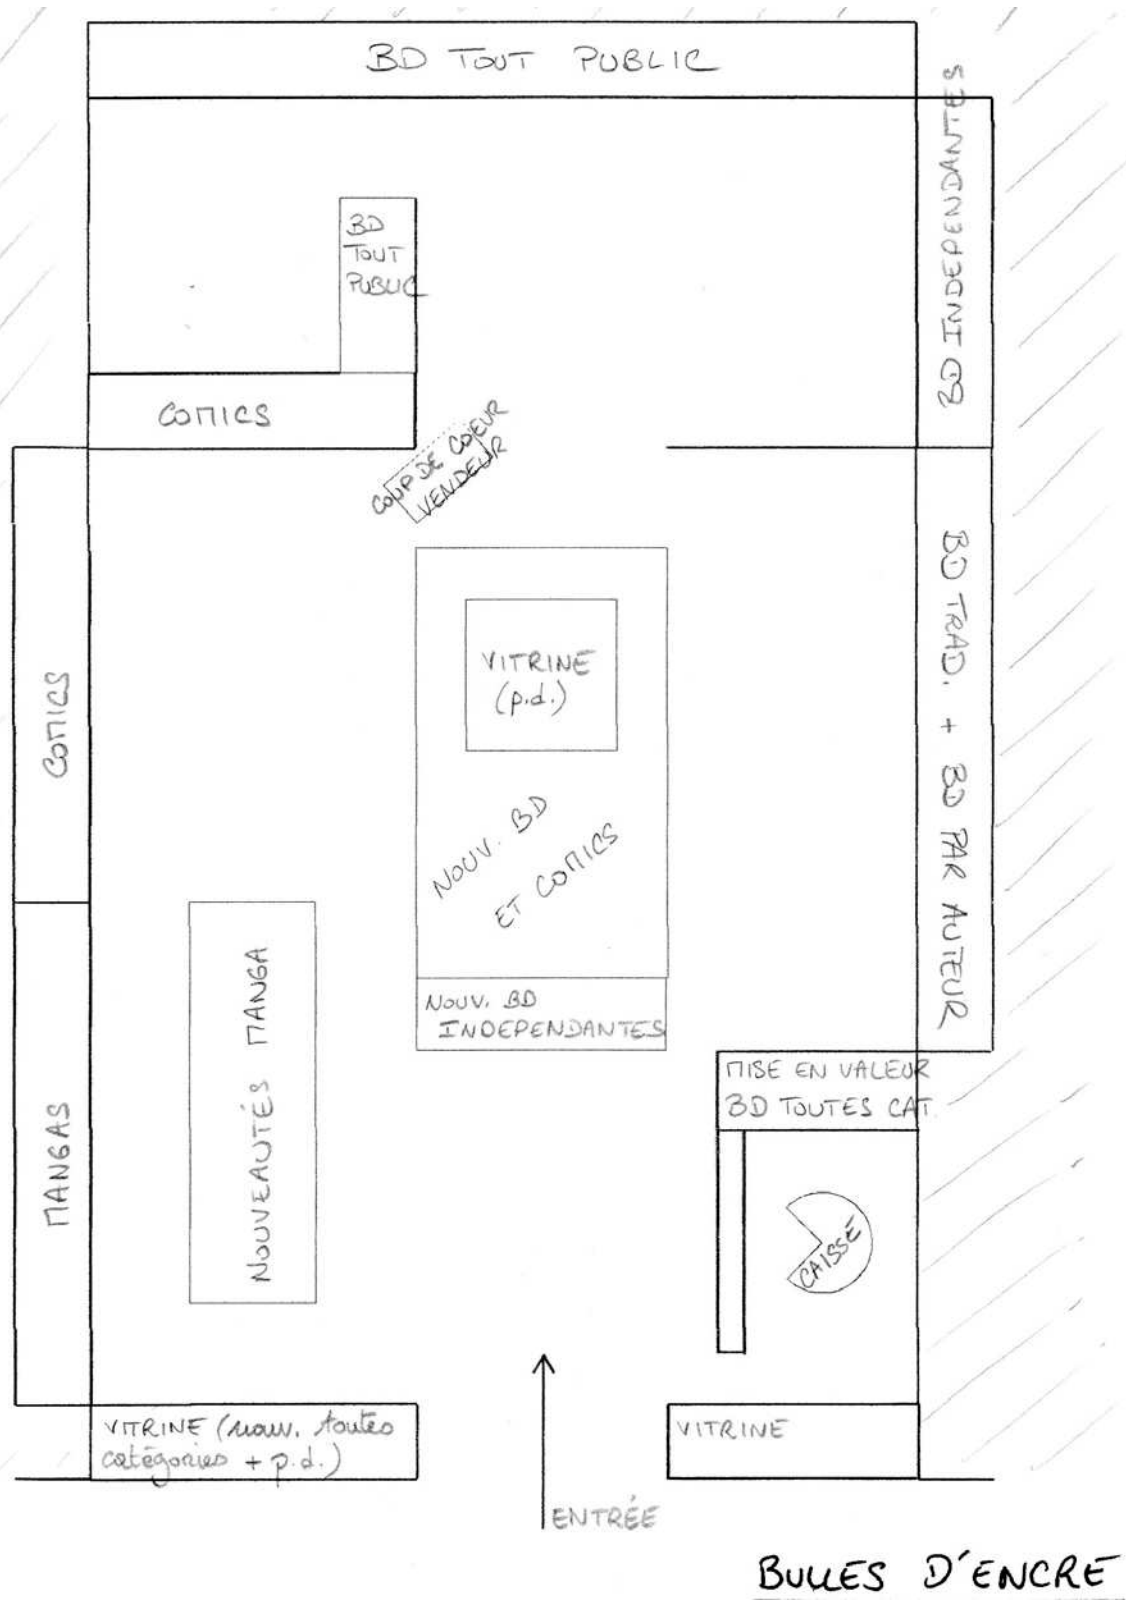 BD TOUT PUBLIC
BD INDEPENDANTES
BD
TOUT
PUBLIC
COMICS
COUP DE COEUR
VENDEUR
COMICS
VITRINE
(p.d.)
BD TRAD. + BD PAR AUTEUR
NOUV. BD
ET COMICS
NOUVEAUTÉS MANGA
NOUV. BD
INDEPENDANTES
MISE EN VALEUR
BD TOUTES CAT.
MANGAS
CAISSE
VITRINE (nouv. toutes
catégories + p.d.)
VITRINE
ENTRÉE
BULLES D'ENCRE